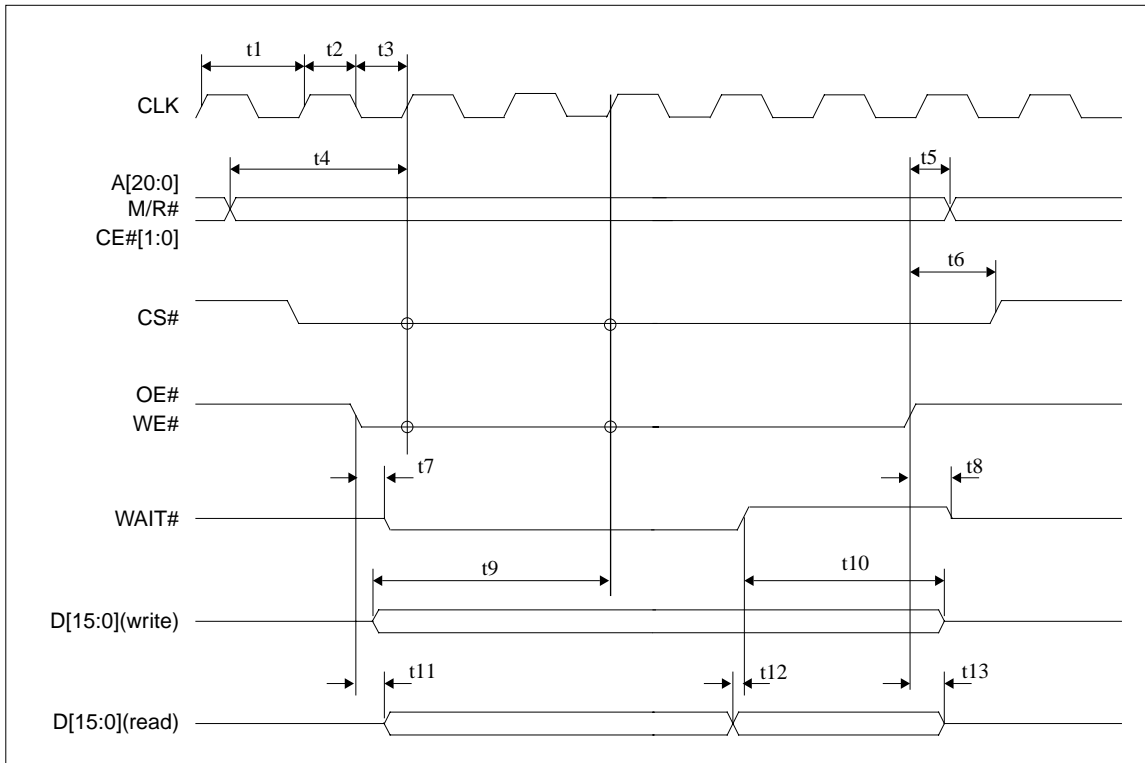 t1 t2 t3
CLK
t4 t5
A[20:0]
M/R#
CE#[1:0]
t6
CS#
OE#
WE#
t7 t8
WAIT#
t9 t10
D[15:0](write)
t11 t12 t13
D[15:0](read)